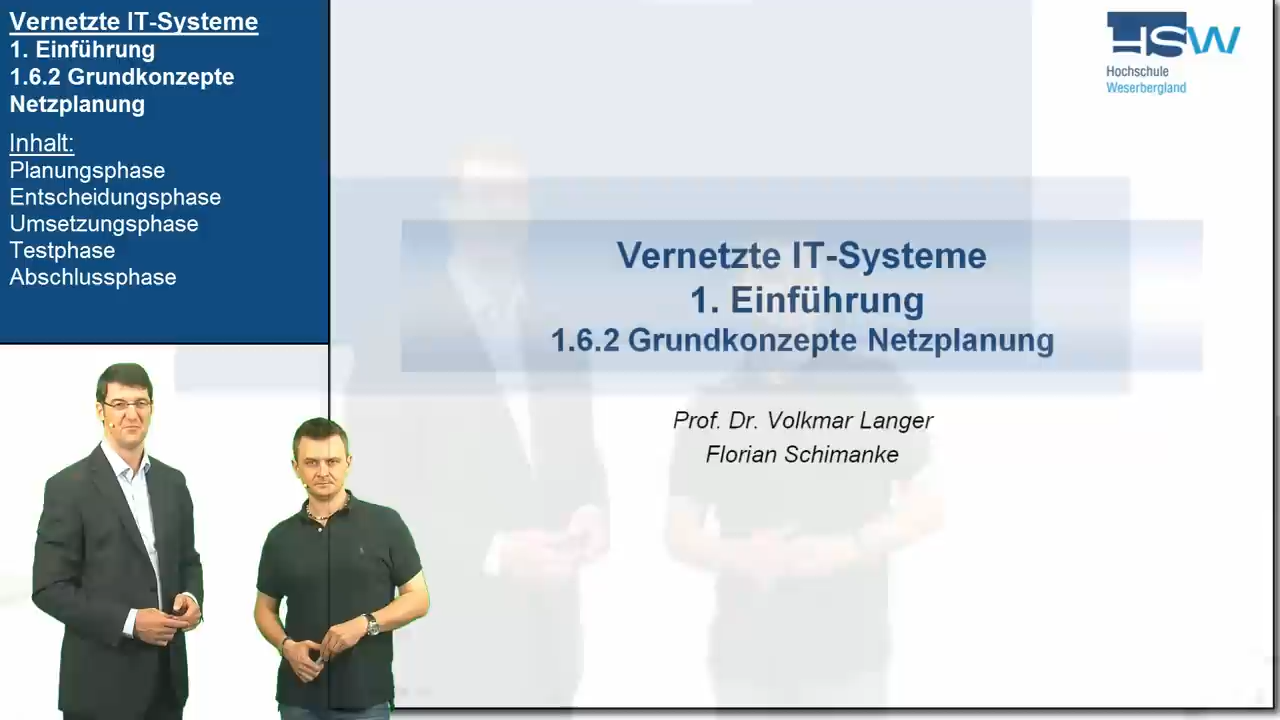 Vernetzte IT-Systeme
1. Einführung
1.6.2 Grundkonzepte
Netzplanung
Inhalt:
Planungsphase
Entscheidungsphase
Umsetzungsphase
Testphase
Abschlussphase
HSW
Hochschule
Weserbergland
Vernetzte IT-Systeme
1. Einführung
1.6.2 Grundkonzepte Netzplanung
Prof. Dr. Volkmar Langer
Florian Schimanke